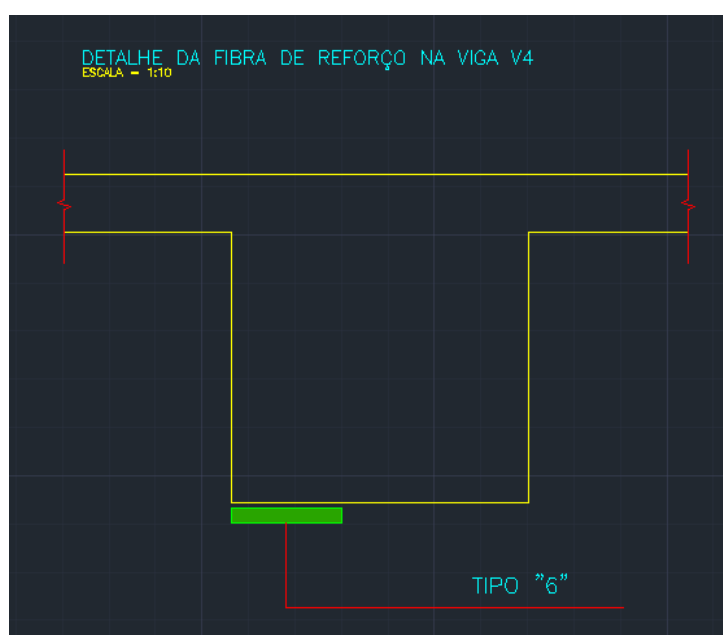 DETALHE DA FIBRA DE REFORÇO NA VIGA V4
ESCALA = 1:10
TIPO "6"